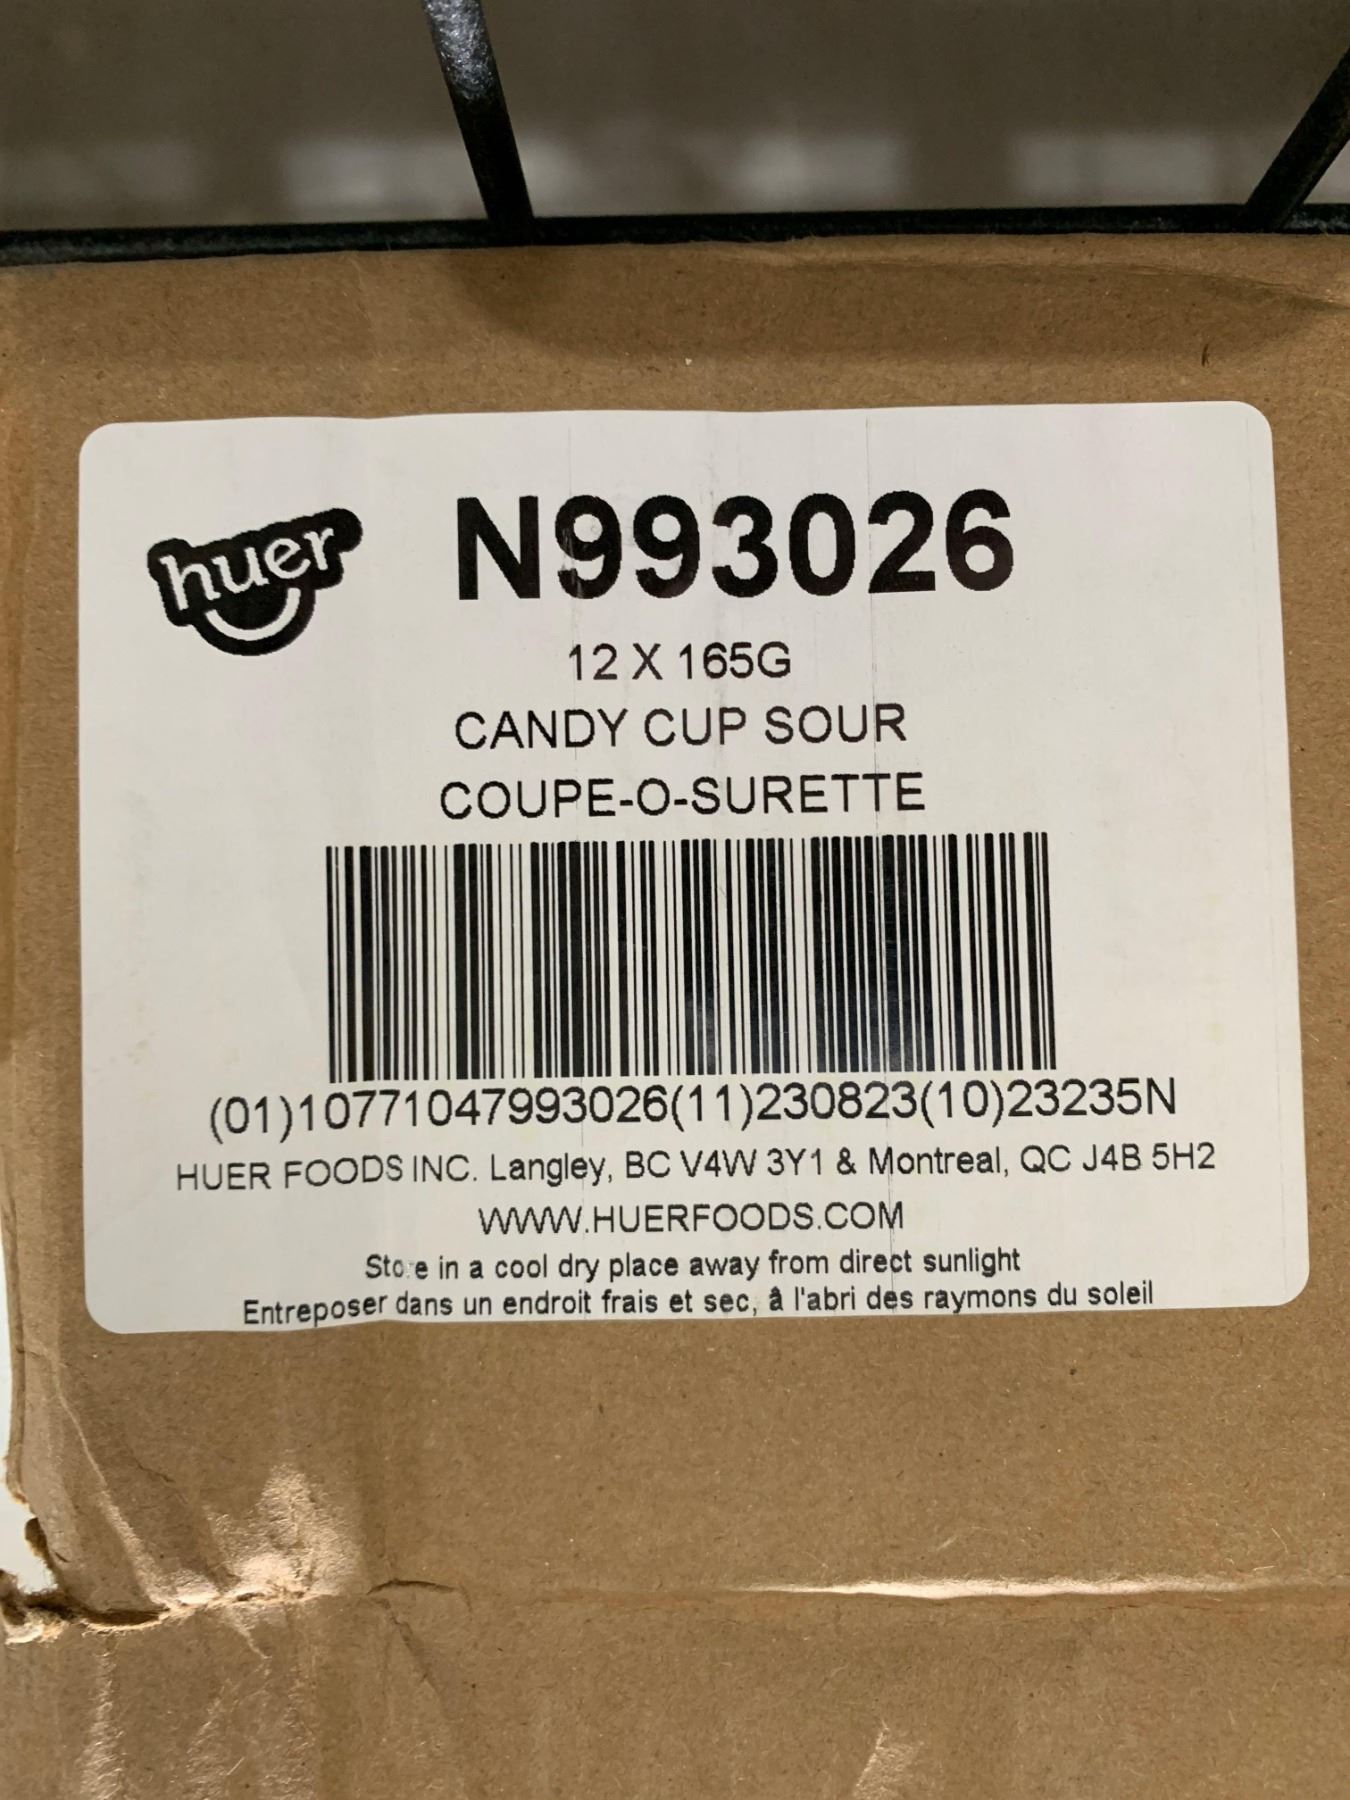 huer
N993026
12 X 165G
CANDY CUP SOUR
COUPE-O-SURETTE
(01)10771047993026(11)230823(10)23235N
HUER FOODS INC. Langley, BC V4W 3Y1 & Montreal, QC J4B 5H2
WWW.HUERFOODS.COM
Store in a cool dry place away from direct sunlight
Entreposer dans un endroit frais et sec, â l'abri des raymons du soleil